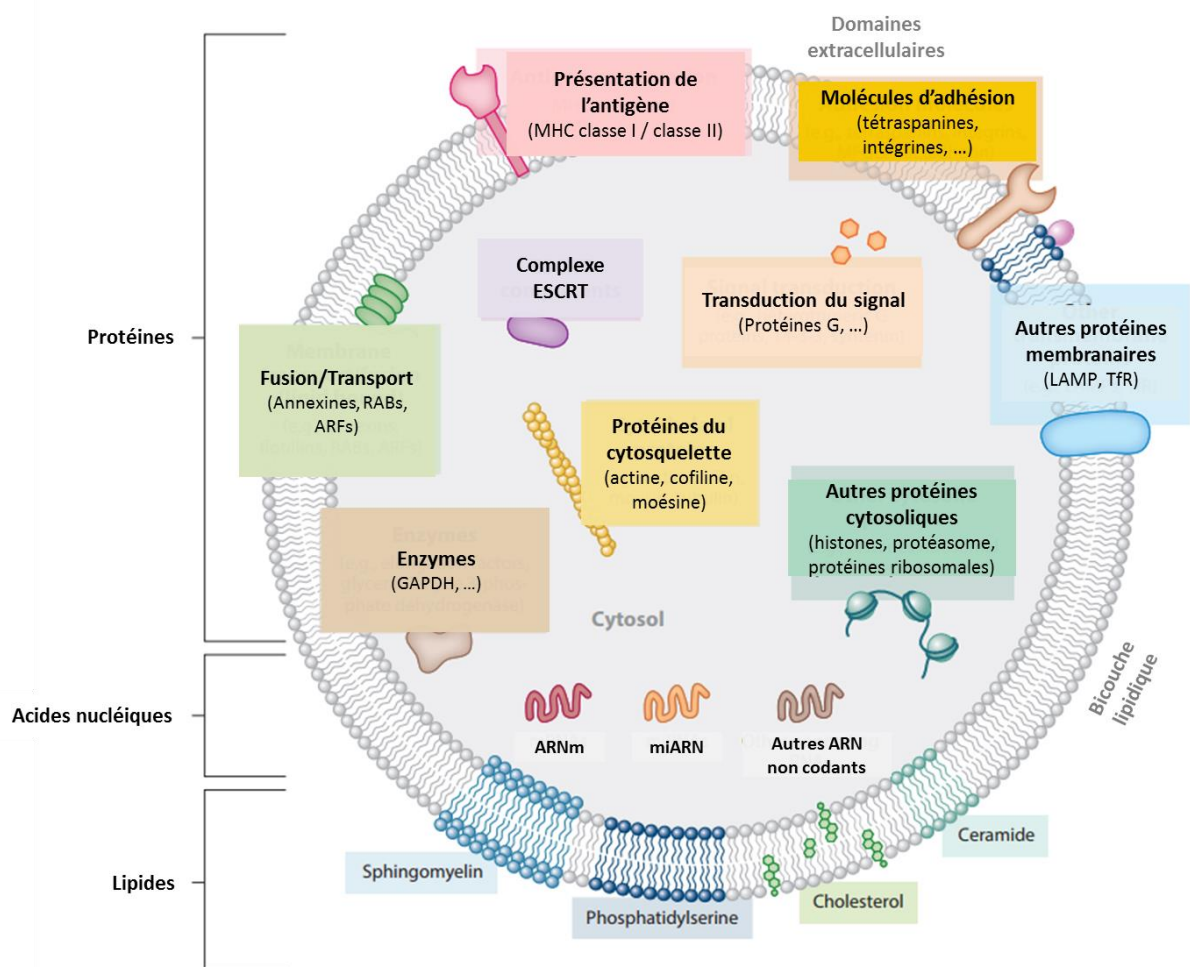 Domaines
extracellulaires
Présentation de
l'antigène
(MHC classe I / classe II)
Molécules d'adhésion
(tétraspanines,
intégrines, …)
Complexe
ESCRT
Transduction du signal
(Protéines G, …)
Autres protéines
membranaires
(LAMP, TfR)
Protéines
Fusion/Transport
(Annexines, RABs,
ARFs)
Protéines du
cytosquelette
(actine, cofiline,
moésine)
Autres protéines
cytosoliques
(histones, protéasome,
protéines ribosomales)
Enzymes
(GAPDH, …)
Cytosol
Bicouche
lipidique
Acides nucléiques
ARNm
miARN
Autres ARN
non codants
Lipides
Sphingomyelin
Phosphatidylserine
Cholesterol
Ceramide